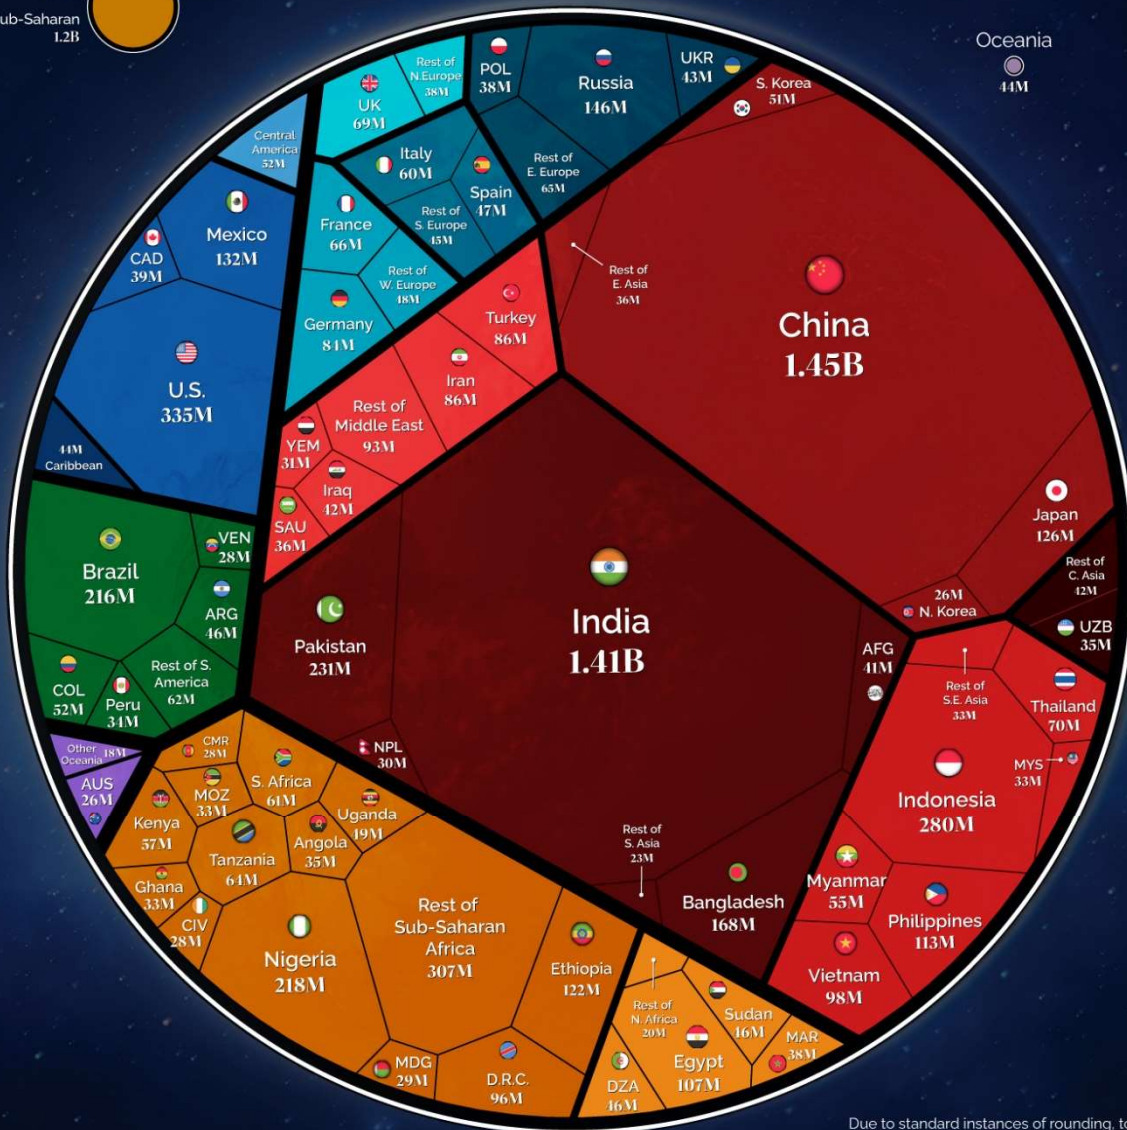 ub-Saharan
1.2B
Oceania
44M
UK
69M
Rest of
N.Europe
38M
POL
38M
Russia
146M
UKR
43M
Rest of
E. Europe
65M
Italy
60M
Spain
47M
Rest of
S. Europe
45M
France
66M
Rest of
W. Europe
48M
Germany
84M
Central
America
52M
Mexico
132M
CAD
39M
U.S.
335M
44M
Caribbean
S. Korea
51M
Rest of
E. Asia
36M
China
1.45B
Japan
126M
26M
N. Korea
Turkey
86M
Iran
86M
Rest of
Middle East
93M
YEM
31M
Iraq
42M
SAU
36M
Rest of
C. Asia
42M
UZB
35M
Brazil
216M
VEN
28M
ARG
46M
COL
52M
Peru
34M
Rest of S.
America
62M
Pakistan
231M
India
1.41B
AFG
41M
NPL
30M
Rest of
S. Asia
23M
Bangladesh
168M
Rest of
S.E. Asia
33M
Thailand
70M
MYS
33M
Indonesia
280M
Myanmar
55M
Philippines
113M
Vietnam
98M
Other
Oceania 18M
AUS
26M
CMR
28M
S. Africa
61M
MOZ
33M
Kenya
57M
Tanzania
64M
Angola
35M
Uganda
49M
Ghana
33M
CIV
28M
Nigeria
218M
Rest of
Sub-Saharan
Africa
307M
Ethiopia
122M
MDG
29M
D.R.C.
96M
Rest of
N. Africa
20M
Sudan
46M
MAR
38M
Egypt
107M
DZA
46M
Due to standard instances of rounding, to